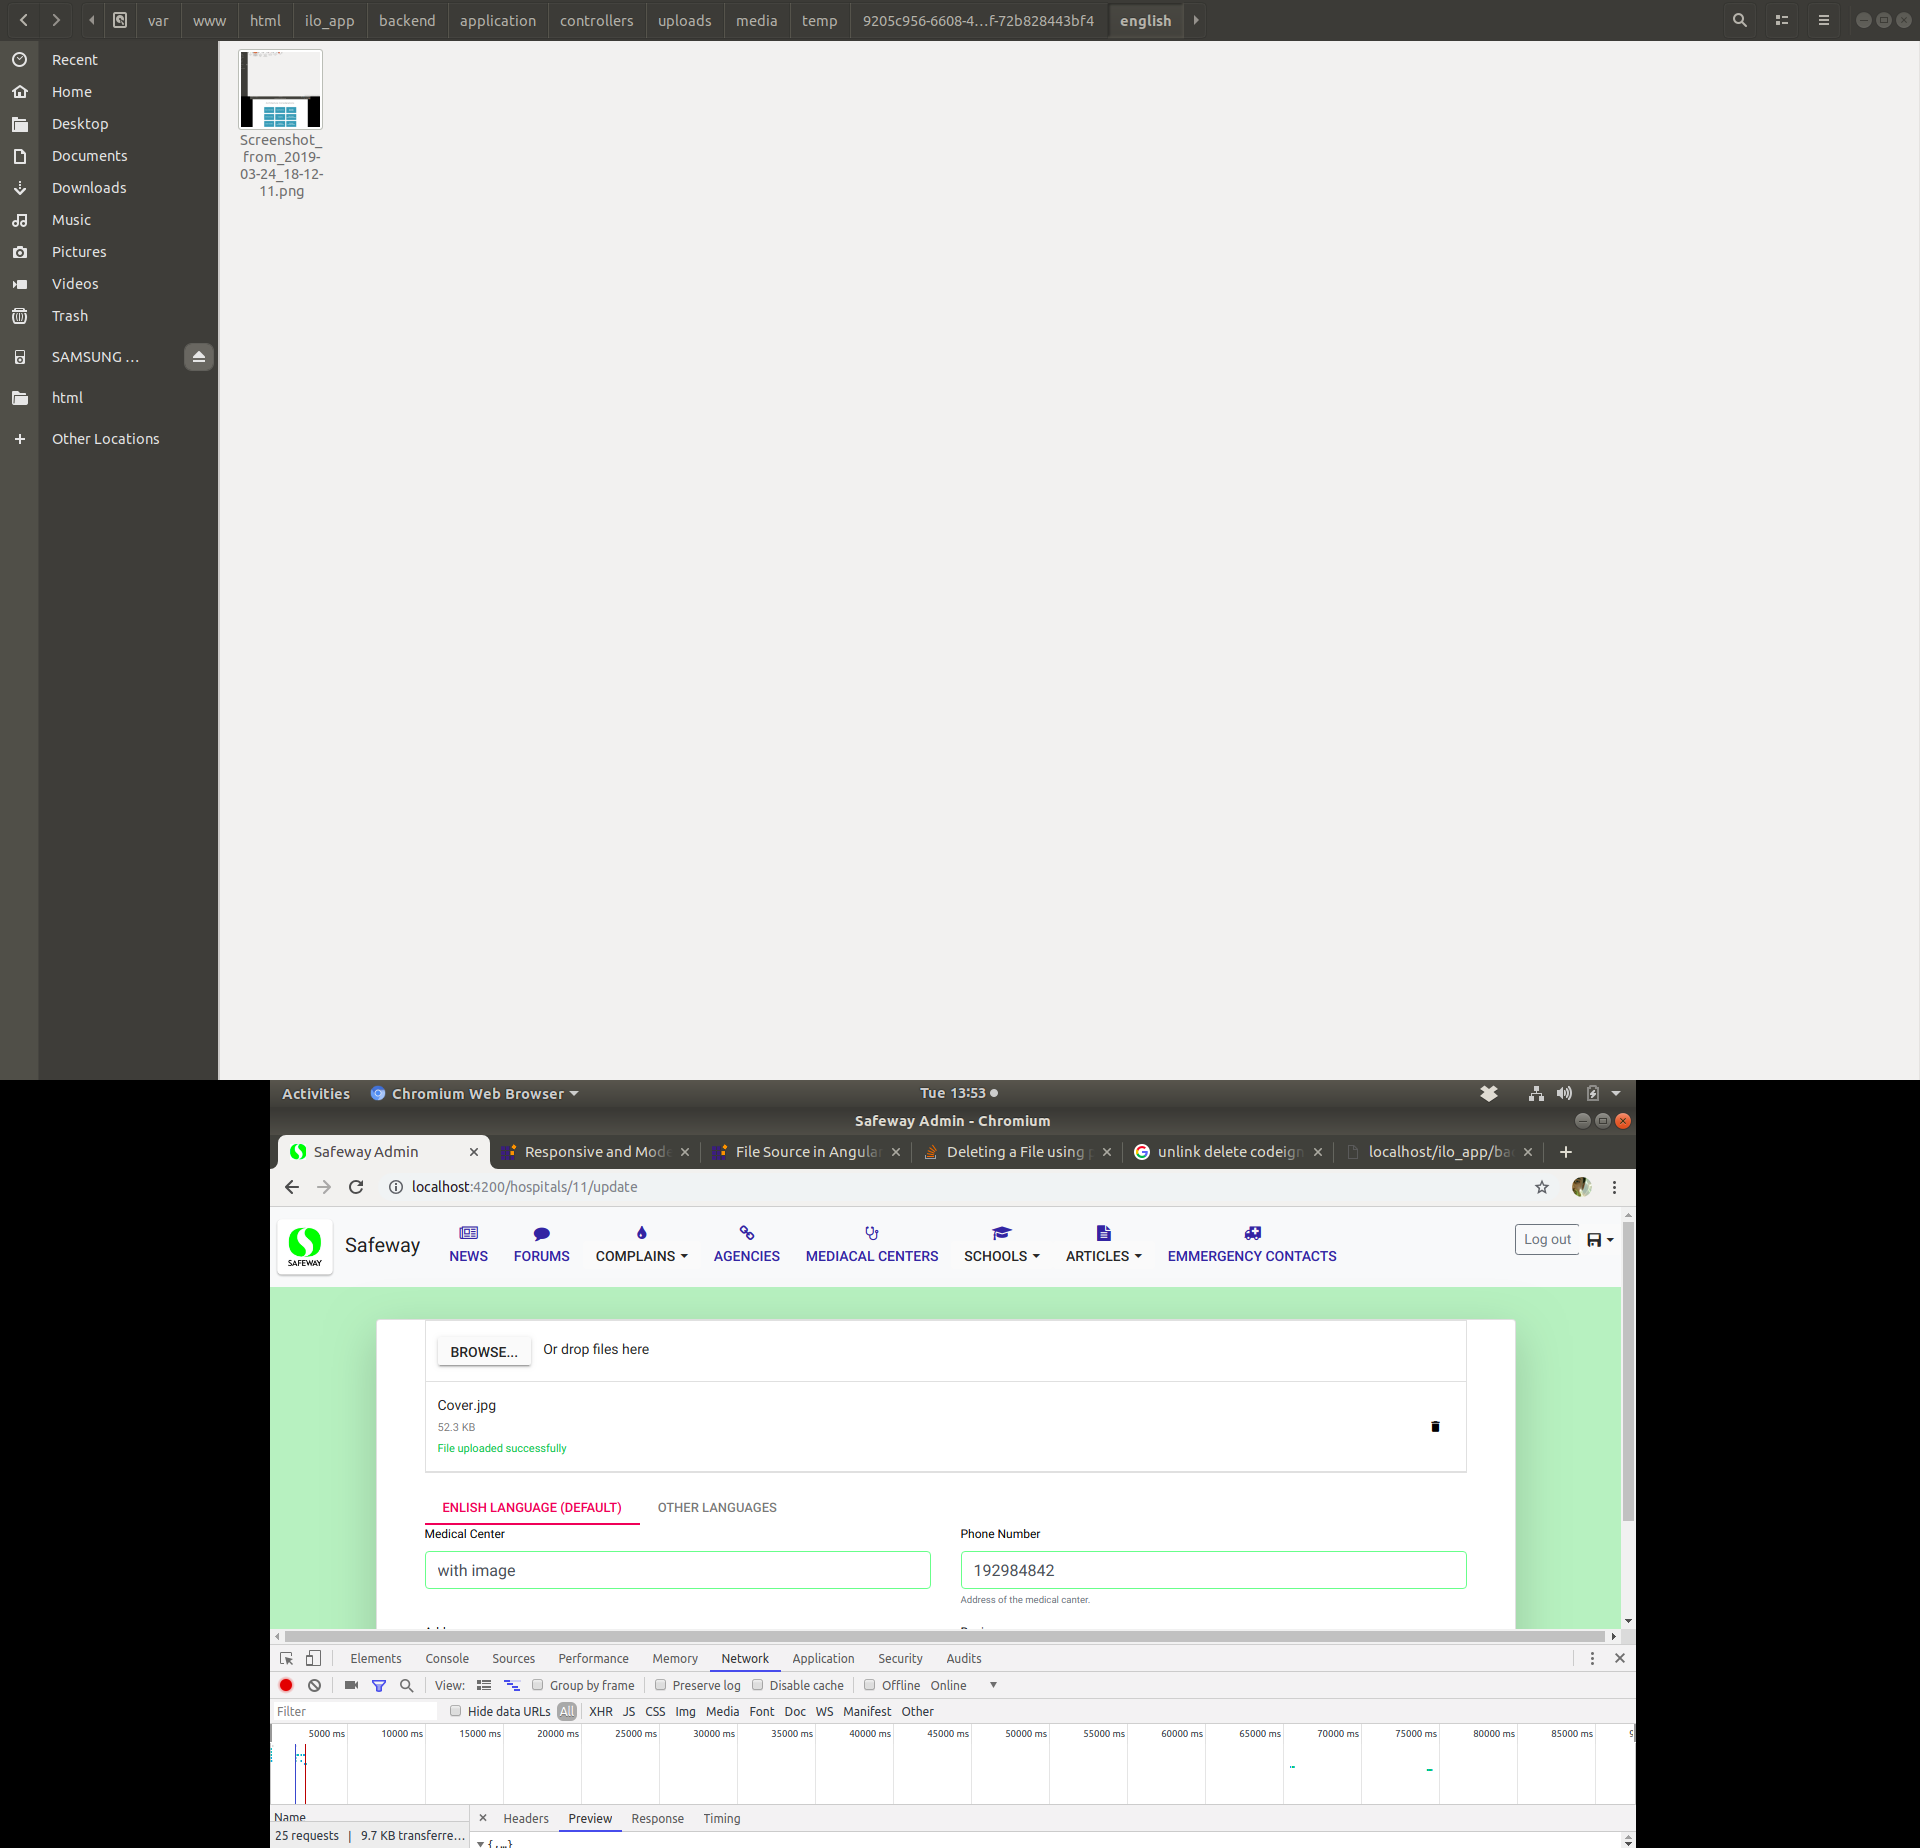 var www html ilo_app backend application controllers uploads media temp 9205c956-6608-4…f-72b828443bf4 english
Recent
Home
Desktop
Documents
Downloads
Music
Pictures
Videos
Trash
SAMSUNG …
html
Other Locations
Screenshot_
from_2019-
03-24_18-12-
11.png
Activities Chromium Web Browser Tue 13:53
Safeway Admin - Chromium
Safeway Admin Responsive and Mode File Source in Angula Deleting a File using p unlink delete codeign localhost/ilo_app/ba
localhost:4200/hospitals/11/update
SAFEWAY
Safeway
NEWS FORUMS COMPLAINS AGENCIES MEDIACAL CENTERS SCHOOLS ARTICLES EMMERGENCY CONTACTS
Log out
BROWSE... Or drop files here
Cover.jpg
52.3 KB
File uploaded successfully
ENLISH LANGUAGE (DEFAULT) OTHER LANGUAGES
Medical Center Phone Number
with image 192984842
Address of the medical canter.
Elements Console Sources Performance Memory Network Application Security Audits
View: Group by frame Preserve log Disable cache Offline Online
Filter Hide data URLs All XHR JS CSS Img Media Font Doc WS Manifest Other
5000 ms 10000 ms 15000 ms 20000 ms 25000 ms 30000 ms 35000 ms 40000 ms 45000 ms 50000 ms 55000 ms 60000 ms 65000 ms 70000 ms 75000 ms 80000 ms 85000 ms 9
Name Headers Preview Response Timing
25 requests | 9.7 KB transferre…
{,…}